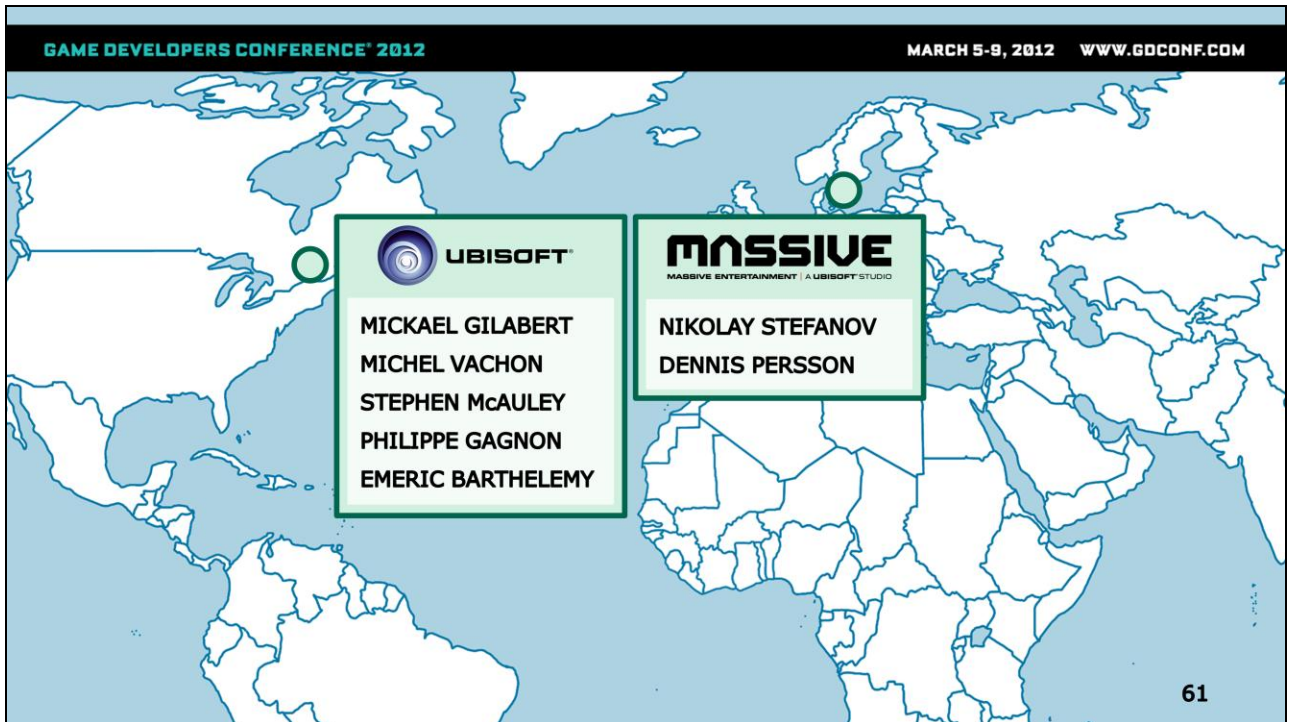 GAME DEVELOPERS CONFERENCE® 2012
MARCH 5-9, 2012 WWW.GDCONF.COM
UBISOFT®
MICKAEL GILABERT
MICHEL VACHON
STEPHEN McAULEY
PHILIPPE GAGNON
EMERIC BARTHELEMY
MASSIVE
MASSIVE ENTERTAINMENT | A UBISOFT® STUDIO
NIKOLAY STEFANOV
DENNIS PERSSON
61